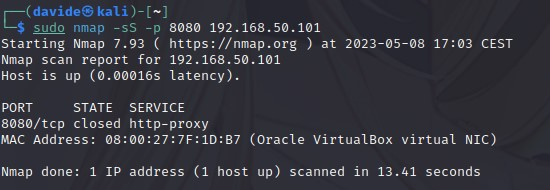 ┌──(davide㉿kali)-[~]
└─$ sudo nmap -sS -p 8080 192.168.50.101
Starting Nmap 7.93 ( https://nmap.org ) at 2023-05-08 17:03 CEST
Nmap scan report for 192.168.50.101
Host is up (0.00016s latency).
PORT     STATE  SERVICE
8080/tcp closed http-proxy
MAC Address: 08:00:27:7F:1D:B7 (Oracle VirtualBox virtual NIC)
Nmap done: 1 IP address (1 host up) scanned in 13.41 seconds